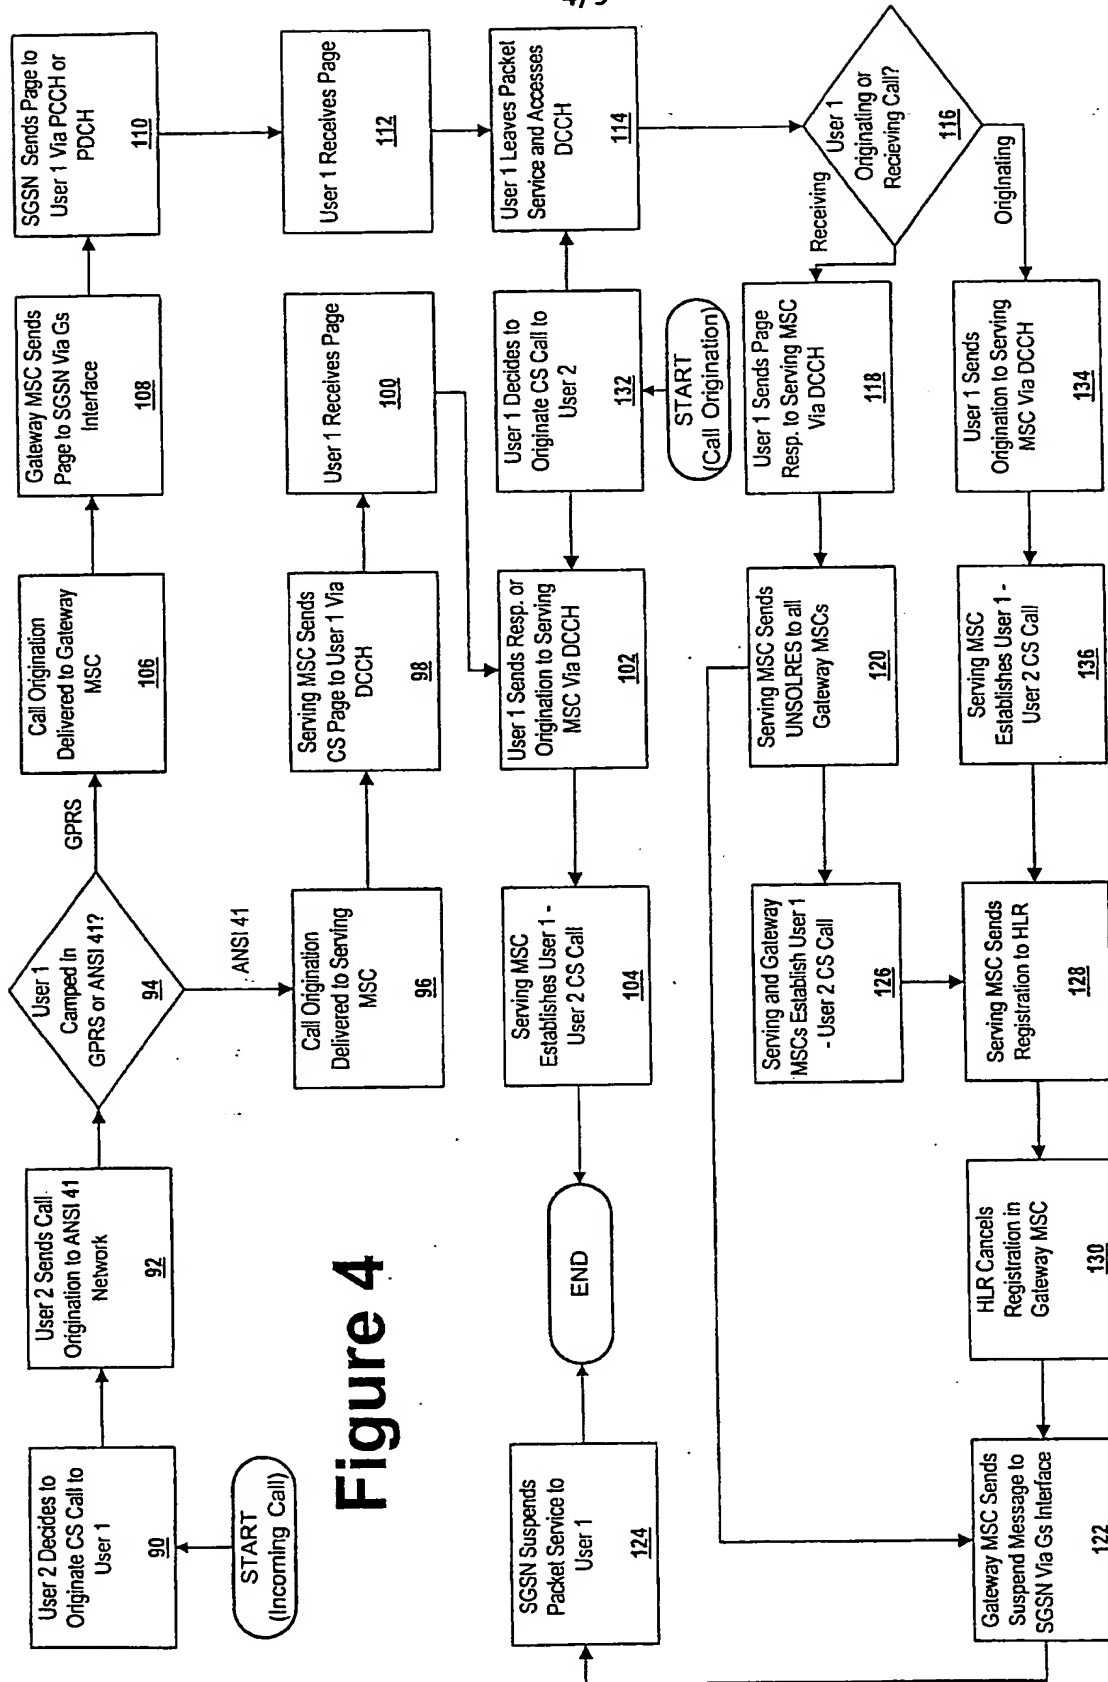 SGSN Sends Page to
User 1 Via PCCH or
PDCH
110
User 1 Receives Page
112
User 1 Leaves Packet
Service and Accesses
DCCH
114
User 1
Originating or
Recieving Call?
116
Receiving
Originating
Gateway MSC Sends
Page to SGSN Via Gs
Interface
108
User 1 Receives Page
100
User 1 Decides to
Originate CS Call to
User 2
132
START
(Call Origination)
User 1 Sends Page
Resp. to Serving MSC
Via DCCH
118
User 1 Sends
Origination to Serving
MSC Via DCCH
134
Call Origination
Delivered to Gateway
MSC
106
Serving MSC Sends
CS Page to User 1 Via
DCCH
98
User 1 Sends Resp. or
Origination to Serving
MSC Via DCCH
102
Serving MSC Sends
UNSOLRES to all
Gateway MSCs
120
Serving MSC
Establishes User 1 -
User 2 CS Call
136
GPRS
User 1
Camped In
GPRS or ANSI 41?
94
ANSI 41
Call Origination
Delivered to Serving
MSC
96
Serving MSC
Establishes User 1 -
User 2 CS Call
104
Serving and Gateway
MSCs Establish User 1
- User 2 CS Call
126
Serving MSC Sends
Registration to HLR
128
User 2 Sends Call
Origination to ANSI 41
Network
92
END
HLR Cancels
Registration in
Gateway MSC
130
Figure 4
User 2 Decides to
Originate CS Call to
User 1
90
START
(Incoming Call)
SGSN Suspends
Packet Service to
User 1
124
Gateway MSC Sends
Suspend Message to
SGSN Via Gs Interface
122